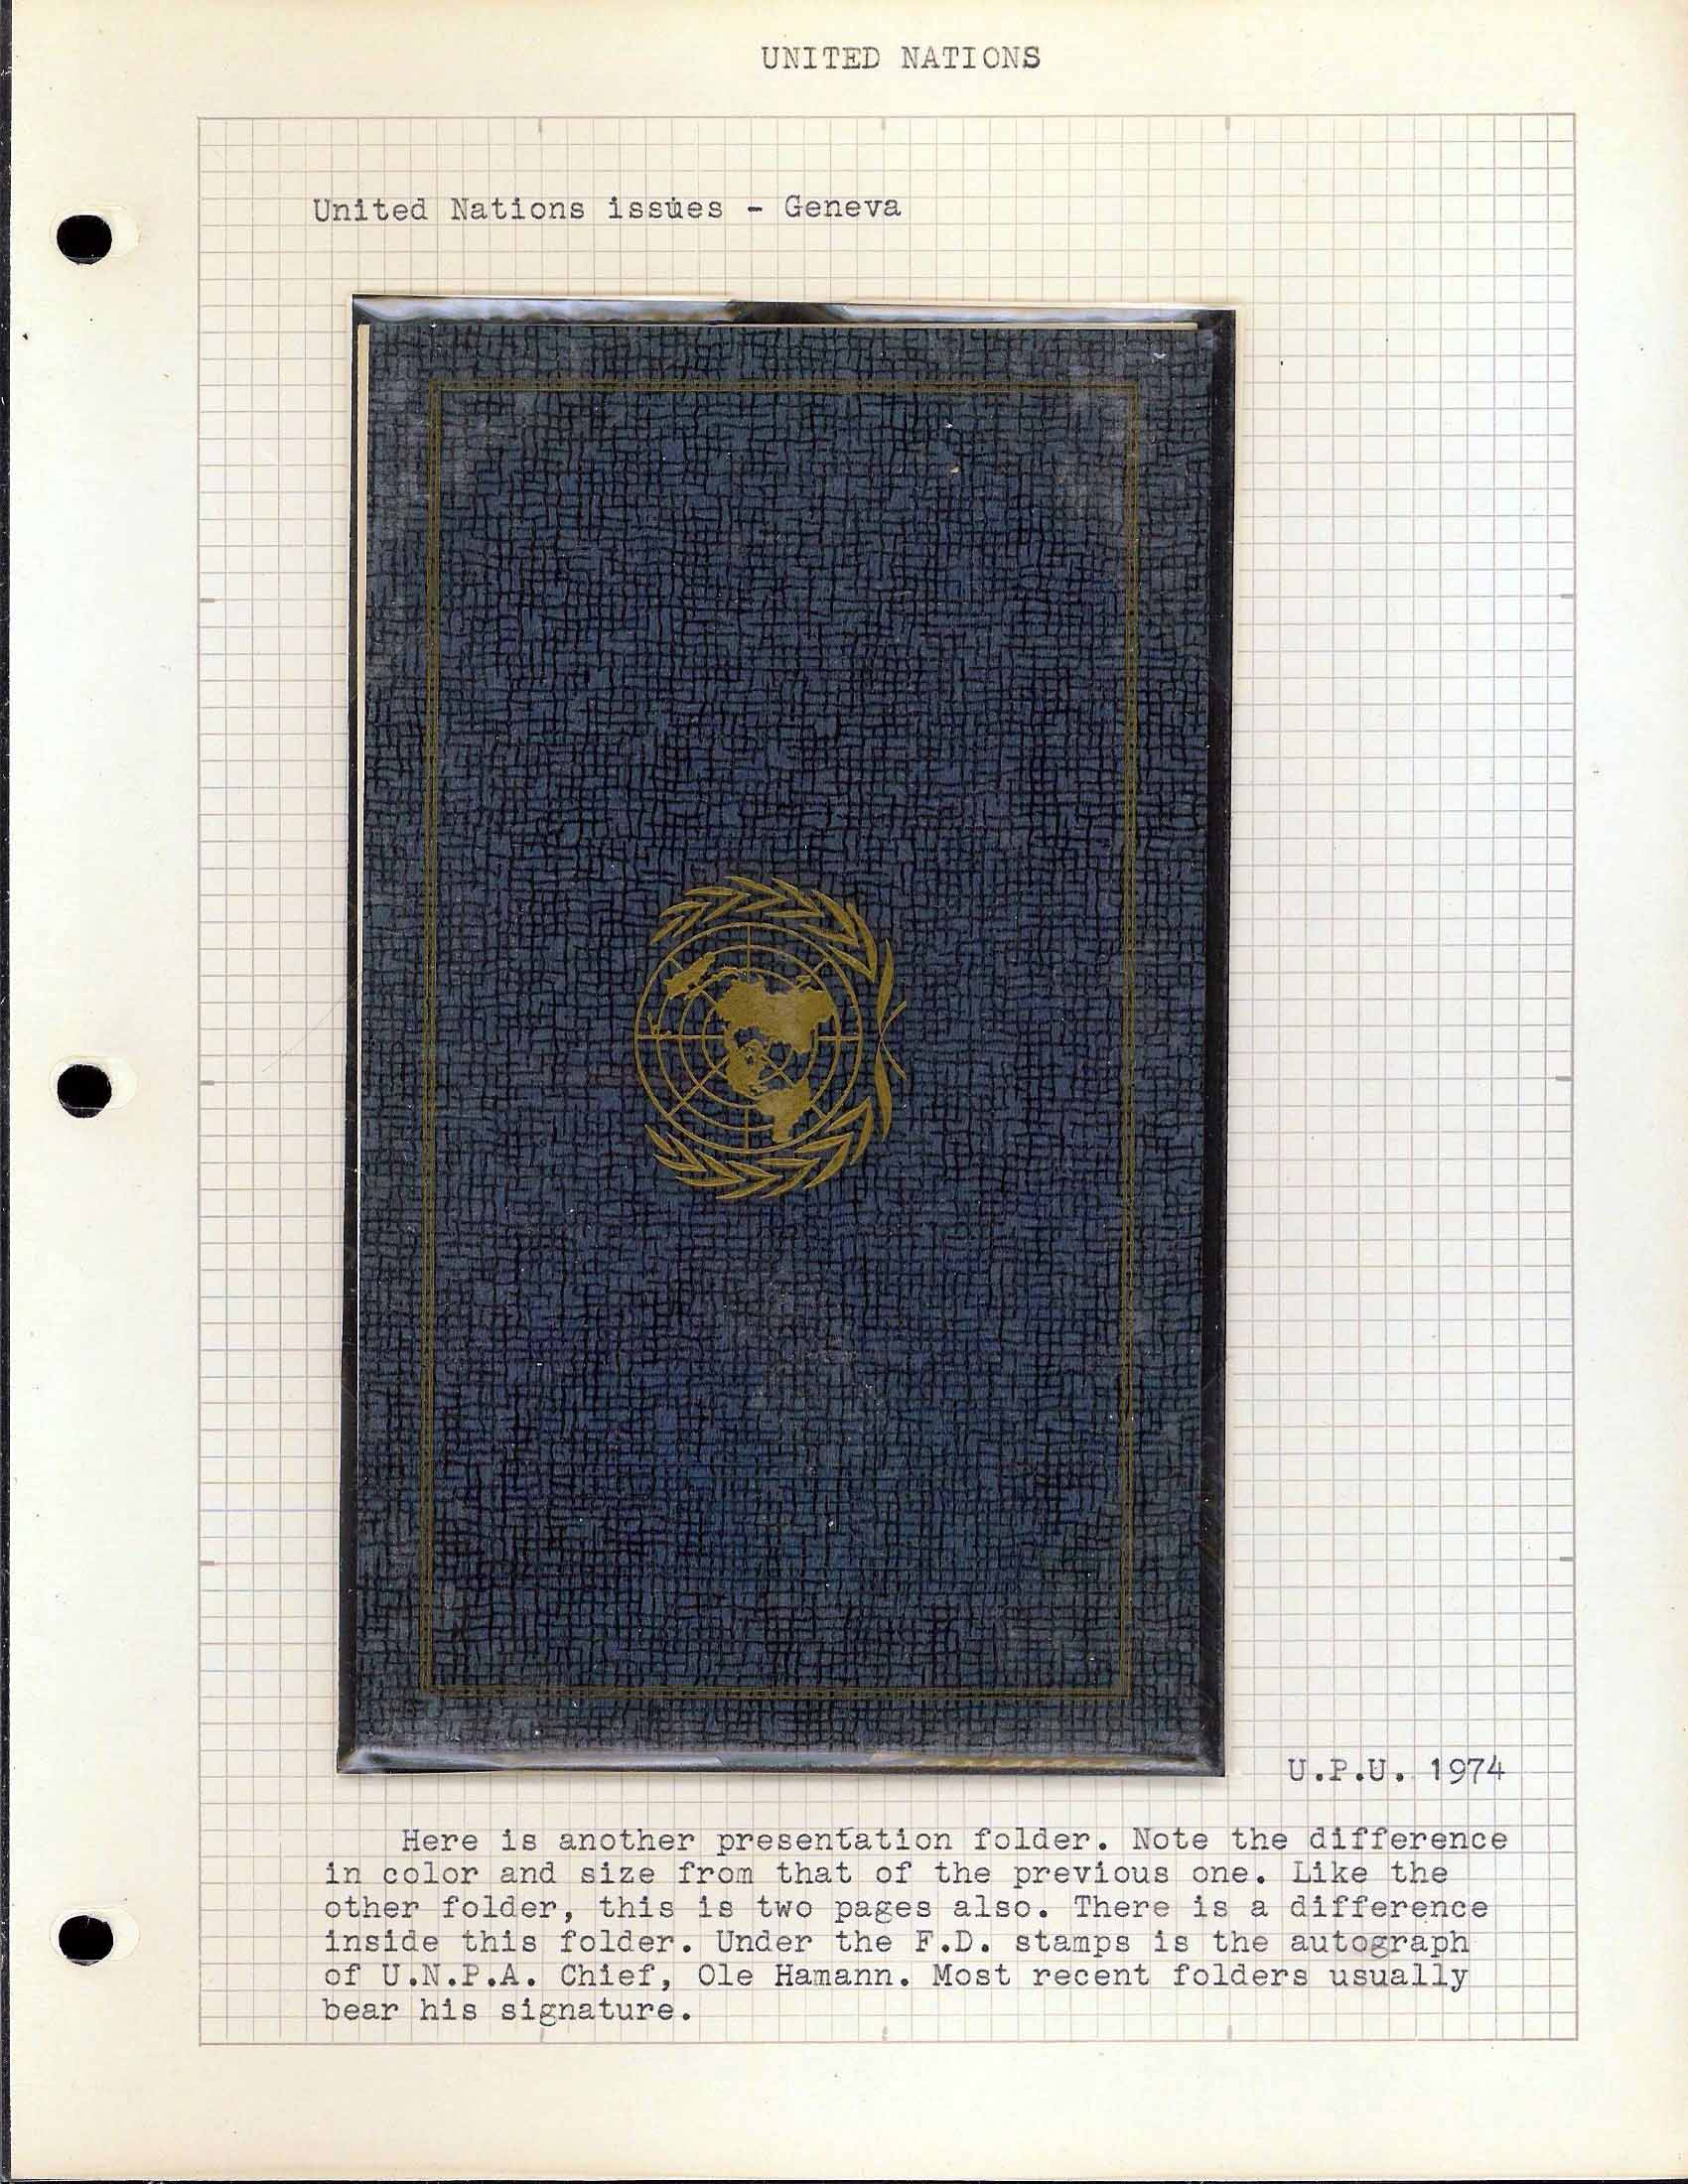 UNITED NATIONS
United Nations issues - Geneva
U.P.U. 1974
Here is another presentation folder. Note the difference
in color and size from that of the previous one. Like the
other folder, this is two pages also. There is a difference
inside this folder. Under the F.D. stamps is the autograph
of U.N.P.A. Chief, Ole Hamann. Most recent folders usually
bear his signature.